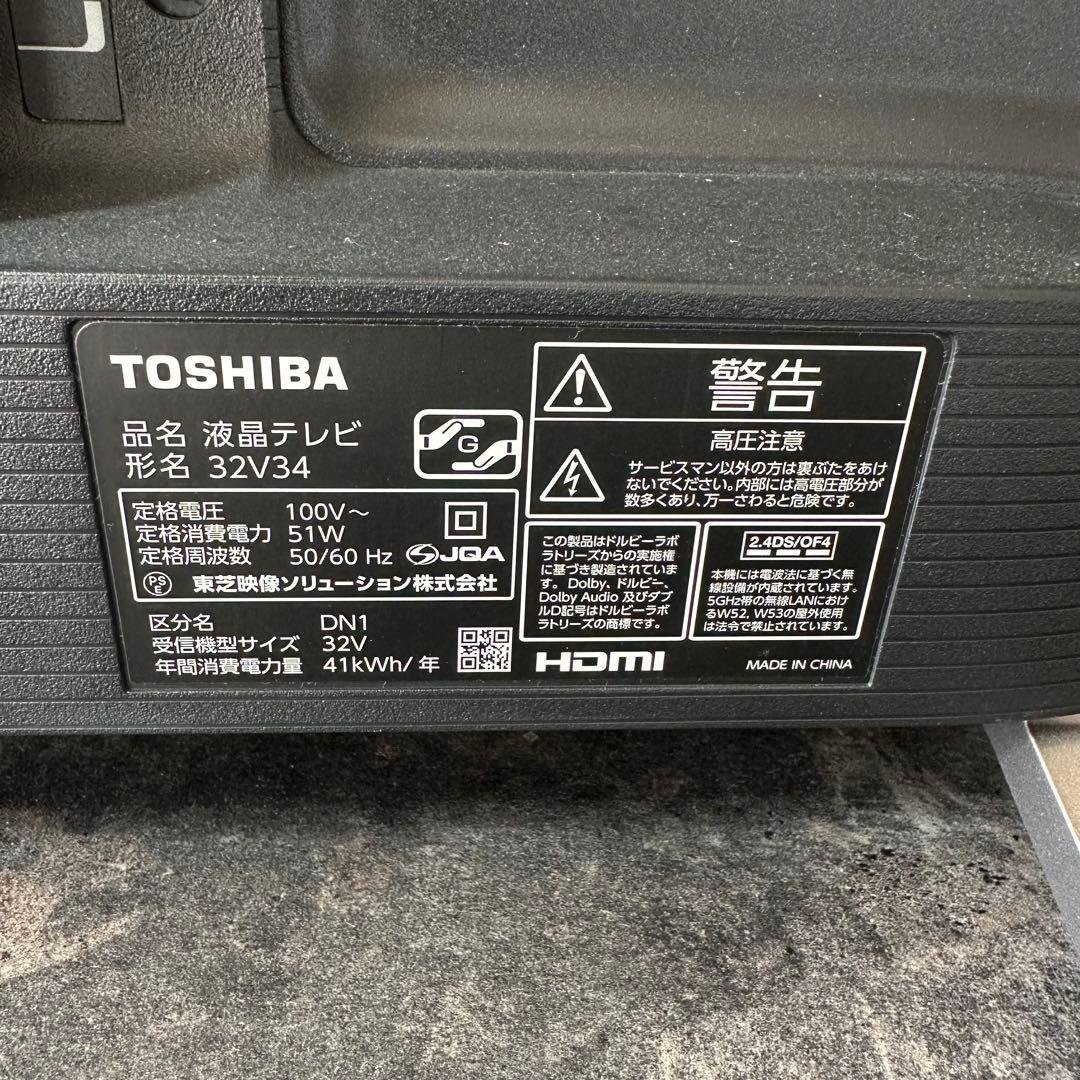 TOSHIBA
品名 液晶テレビ
形名 32V34
G
定格電圧 100V～
定格消費電力 51W
定格周波数 50/60 Hz
JQA
PS
E
東芝映像ソリューション株式会社
区分名 DN1
受信機型サイズ 32V
年間消費電力量 41kWh/年
警告
高圧注意
サービスマン以外の方は裏ぶたをあけ
ないでください。内部には高電圧部分が
数多くあり、万一さわると危険です。
この製品はドルビーラボ
ラトリーズからの実施権
に基づき製造されていま
す。Dolby、ドルビー、
Dolby Audio 及びダブ
ルD記号はドルビーラボ
ラトリーズの商標です。
2.4DS/OF4
本機には電波法に基づく無
線設備が内蔵されています。
5GHz帯の無線LANにおけ
るW52, W53の屋外使用
は法令で禁止されています。
HDMI
MADE IN CHINA